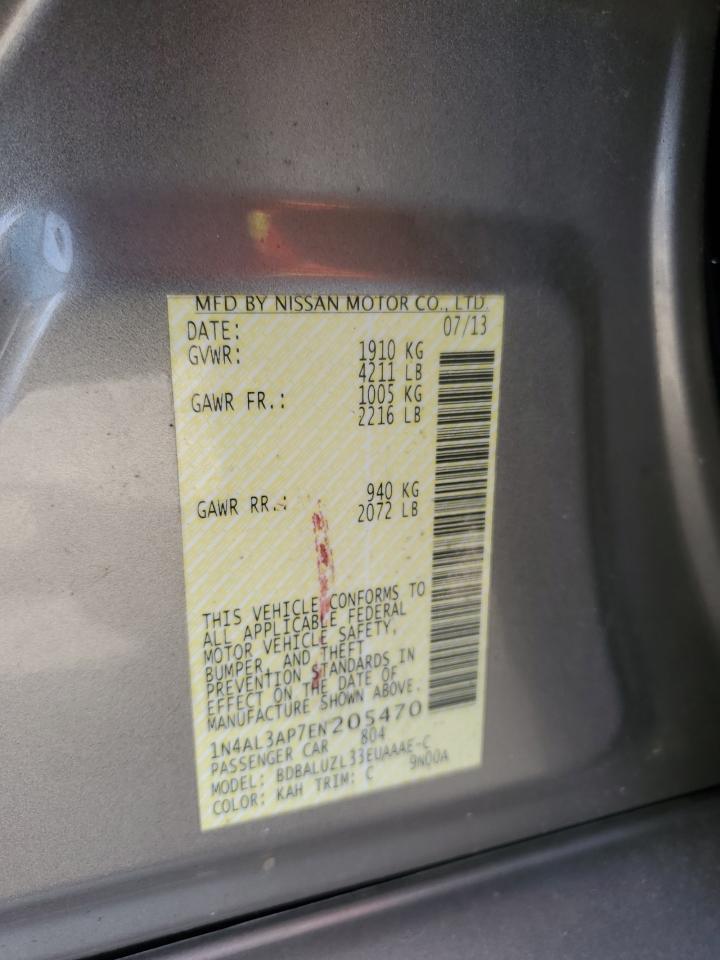 MFD BY NISSAN MOTOR CO., LTD.
DATE: 07/13
GVWR: 1910 KG
4211 LB
GAWR FR.: 1005 KG
2216 LB
GAWR RR.: 940 KG
2072 LB
THIS VEHICLE CONFORMS TO
ALL APPLICABLE FEDERAL
MOTOR VEHICLE SAFETY,
BUMPER, AND THEFT
PREVENTION STANDARDS IN
EFFECT ON THE DATE OF
MANUFACTURE SHOWN ABOVE.
1N4AL3AP7EN205470
PASSENGER CAR 804
MODEL: BDBALUZL33EUAAAE-C
COLOR: KAH TRIM: C 9N00A